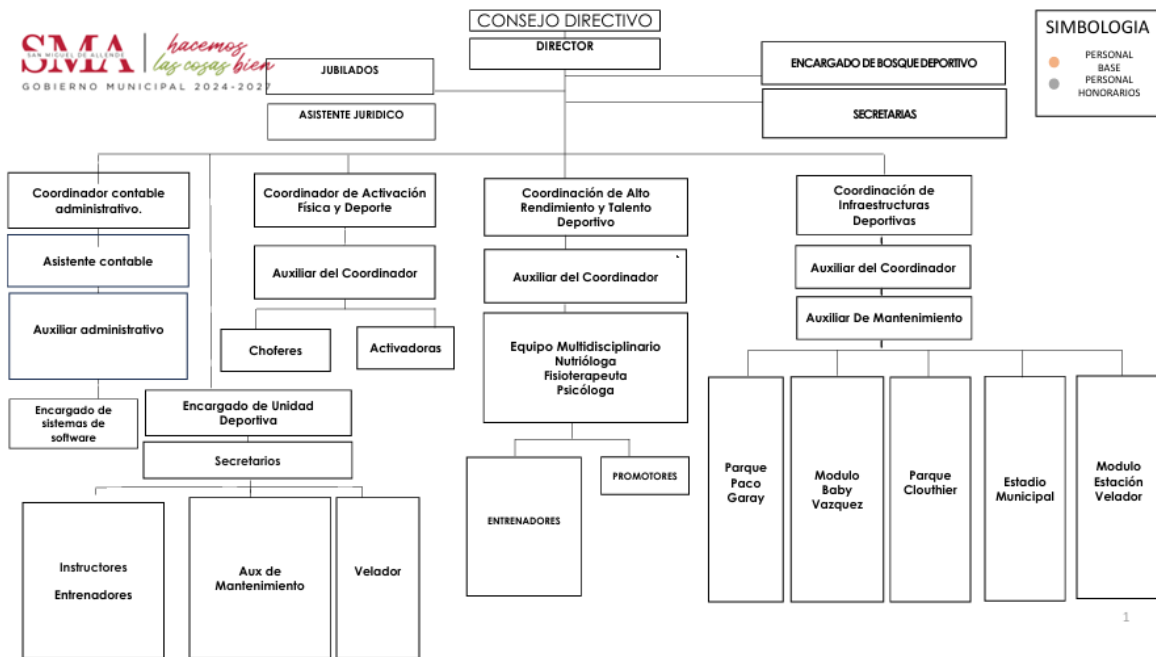 CONSEJO DIRECTIVO
DIRECTOR
SMA
SAN MIGUEL DE ALLENDE
hacemos
las cosas bien
GOBIERNO MUNICIPAL 2024-2027
SIMBOLOGIA
PERSONAL
BASE
PERSONAL
HONORARIOS
JUBILADOS
ENCARGADO DE BOSQUE DEPORTIVO
ASISTENTE JURIDICO
SECRETARIAS
Coordinador contable
administrativo.
Asistente contable
Auxiliar administrativo
Encargado de
sistemas de
software
Coordinador de Activación
Física y Deporte
Auxiliar del Coordinador
Choferes
Activadoras
Encargado de Unidad
Deportiva
Secretarios
Instructores
Entrenadores
Aux de
Mantenimiento
Velador
Coordinación de Alto
Rendimiento y Talento
Deportivo
Auxiliar del Coordinador
Equipo Multidisciplinario
Nutrióloga
Fisioterapeuta
Psicóloga
ENTRENADORES
PROMOTORES
Coordinación de
Infraestructuras
Deportivas
Auxiliar del Coordinador
Auxiliar De Mantenimiento
Parque
Paco
Garay
Modulo
Baby
Vazquez
Parque
Clouthier
Estadio
Municipal
Modulo
Estación
Velador
1